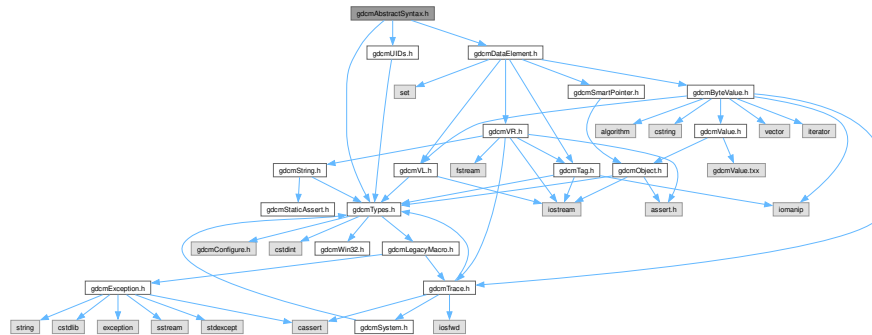 gdcmAbstractSyntax.h
gdcmUIDs.h
gdcmDataElement.h
set
gdcmSmartPointer.h
gdcmByteValue.h
gdcmVR.h
algorithm
cstring
gdcmValue.h
vector
iterator
gdcmString.h
gdcmVL.h
fstream
gdcmTag.h
gdcmObject.h
gdcmValue.txx
gdcmStaticAssert.h
gdcmTypes.h
iostream
assert.h
iomanip
gdcmConfigure.h
cstdint
gdcmWin32.h
gdcmLegacyMacro.h
gdcmException.h
gdcmTrace.h
string
cstdlib
exception
sstream
stdexcept
cassert
gdcmSystem.h
iosfwd